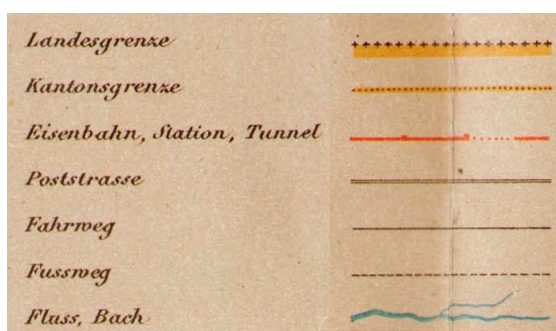 Landesgrenze
Kantonsgrenze
Eisenbahn, Station, Tunnel
Poststrasse
Fahrweg
Fussweg
Fluss, Bach